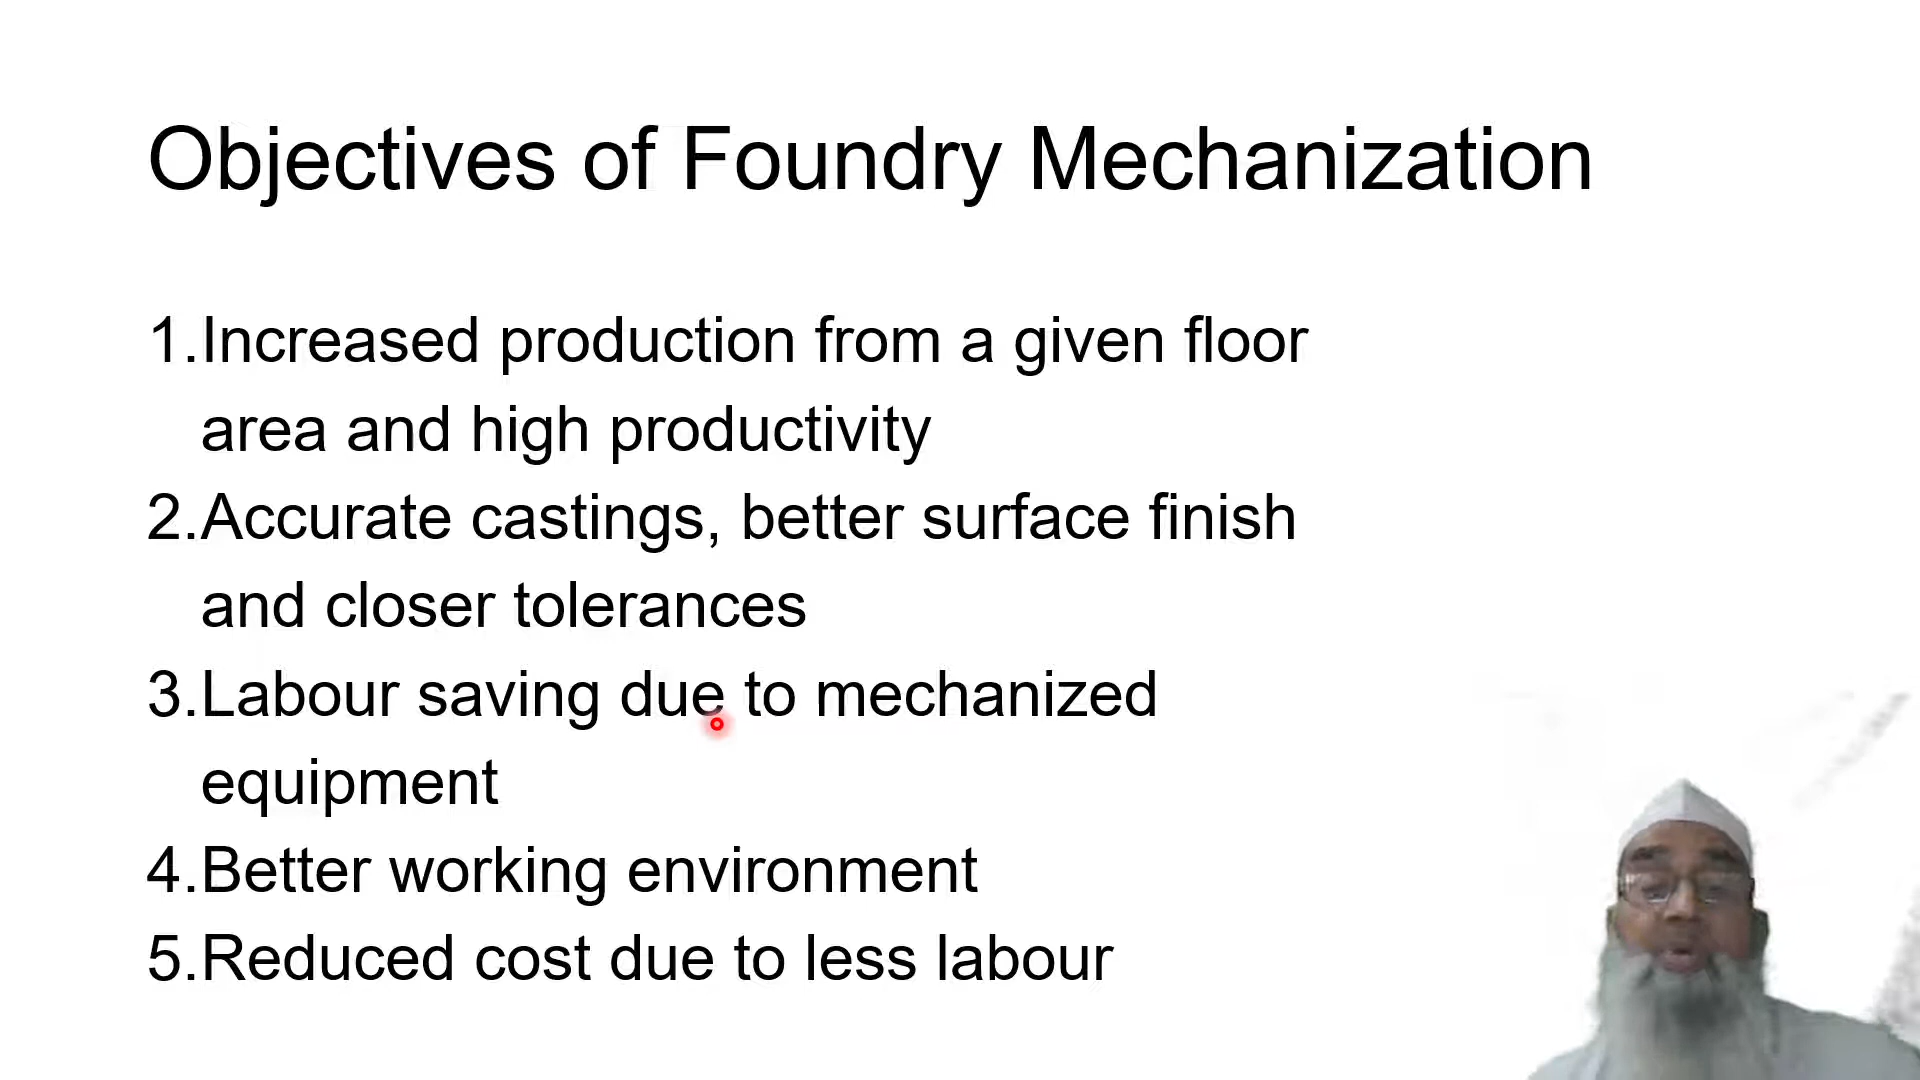 Objectives of Foundry Mechanization
1.Increased production from a given floor
area and high productivity
2.Accurate castings, better surface finish
and closer tolerances
3.Labour saving due to mechanized
equipment
4.Better working environment
5.Reduced cost due to less labour